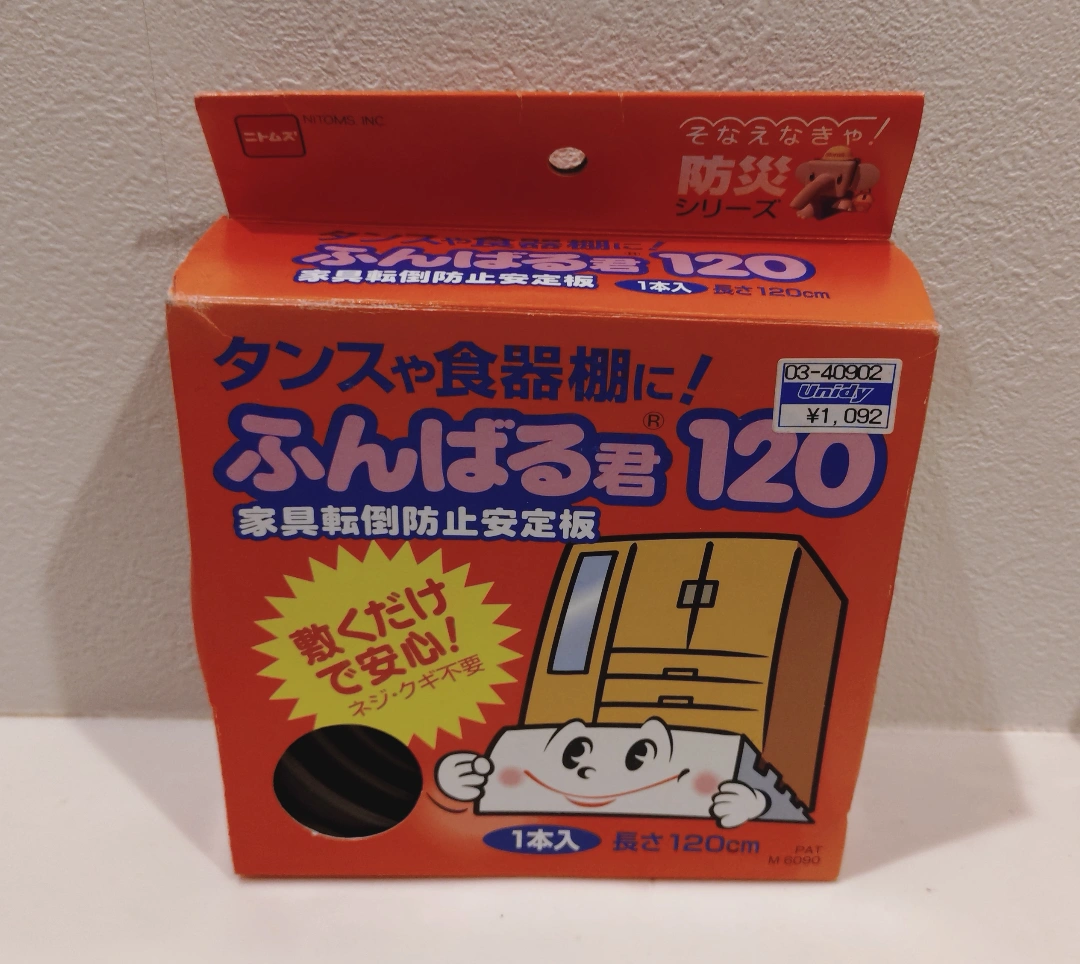 ニトムズ
NITOMS, INC.
そなえなきゃ!
防災
シリーズ
タンスや食器棚に!
ふんばる君 120
家具転倒防止安定板
1本入 長さ120cm
タンスや食器棚に!
03-40902
Unidy
¥1,092
ふんばる君® 120
家具転倒防止安定板
敷くだけ
で安心!
ネジ・クギ不要
1本入 長さ120cm
PAT
M-6090